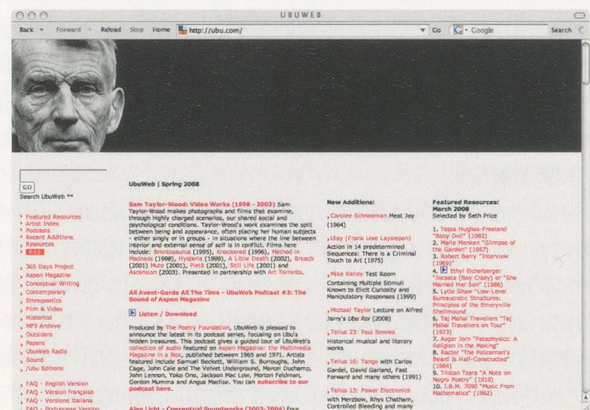 UBUWEB
Back Forward Reload Stop Home http://ubu.com/ Go Google Search
GO
Search UbuWeb
Featured Resources
Artist Index
Podcasts
Recent Additions
Resources
RSS
365 Days Project
Aspen Magazine
Conceptual Writing
Contemporary
Ethnopoetics
Film & Video
Historical
MP3 Archive
Outsiders
Papers
UbuWeb Radio
Sound
/ubu Editions
FAQ - English Version
FAQ - Version Française
FAQ - Versione Italiana
UbuWeb | Spring 2008
Sam Taylor-Wood: Video Works (1998 - 2003) Sam
Taylor-Wood makes photographs and films that examine,
through highly charged scenarios, our shared social and
psychological conditions. Taylor-Wood's work examines the split
between being and appearance, often placing her human subjects
- either singly or in groups - in situations where the line between
interior and external sense of self is in conflict. Films here
include: Brontosaurus (1995), Knackered (1996), Method in
Madness (1998), Hysteria (1999), A Little Death (2002), Breach
(2001) Mute (2001), Pietà (2001), Still Life (2001) and
Ascension (2003). Presented in partnership with Art Torrents.
All Avant-Garde All The Time - UbuWeb Podcast #3: The
Sound of Aspen Magazine
Listen / Download
Produced by The Poetry Foundation, UbuWeb is pleased to
announce the latest in its podcast series, focusing on Ubu's
hidden treasures. This podcast gives a guided tour of UbuWeb's
collection of audio featured on Aspen Magazine: The Multimedia
Magazine in a Box, published between 1965 and 1971. Artists
featured include Samuel Beckett, William S. Burroughs, John
Cage, John Cale and The Velvet Underground, Marcel Duchamp,
John Lennon, Yoko One, Jackson Mac Low, Morton Feldman,
Gordon Mumma and Angus Maclise. You can subscribe to our
podcast here.
New Additions:
Carolee Schneeman Meat Joy
(1964)
Ulay (Frank Uwe Laysiepen)
Action in 14 predetermined
Sequences: There is a Criminal
Touch to Art (1975)
Mike Kelley Test Room
Containing Multiple Stimuli
Known to Elicit Curiosity and
Manipulatory Responses (1999)
Michael Taylor Lecture on Alfred
Jarry's Ubu Roi (2008)
Tellus 23: Paul Bowles
Historical musical and literary
works
Tellus 16: Tango with Carlos
Gardel, David Garland, Fast
Forward and many others (1991)
Tellus 13: Power Electronics
with Merzbow, Rhys Chatham,
Controlled Bleeding and many
Featured Resources:
March 2008
Selected by Seth Price
1. Tessa Hughes-Freeland
"Baby Doll" (1982)
2. Marie Menken "Glimpse of
the Garden" (1957)
3. Robert Barry "Interview
(1969)"
4. Ethyl Eichelberger
"Jocasta (Boy Crazy) or "She
Married Her Son" (1986)
5. Lytle Shaw "Low-Level
Bureaucratic Structures:
Principles of the Emeryville
Shellmound
6. Taj Mahal Travellers "Taj
Mahal Travellers on Tour"
(1973)
7. Asger Jorn "Pataphysics: A
Religion in the Making"
8. Racter "The Policeman's
Beard Is Half-Constructed"
(1984)
9. Tristan Tzara "A Note on
Negro Poetry" (1918)
10. I.B.M. 7090 "Music From
Mathematics" (1962)